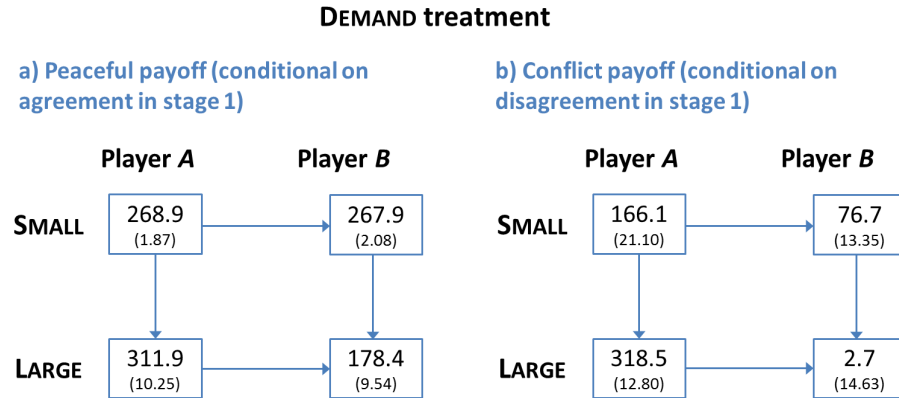 DEMAND treatment
a) Peaceful payoff (conditional on
agreement in stage 1)
b) Conflict payoff (conditional on
disagreement in stage 1)
Player A Player B
Player A Player B
SMALL 268.9 267.9
(1.87) (2.08)
SMALL 166.1 76.7
(21.10) (13.35)
LARGE 311.9 178.4
(10.25) (9.54)
LARGE 318.5 2.7
(12.80) (14.63)